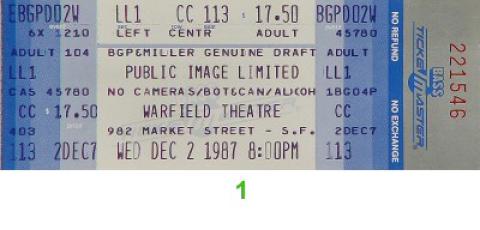 EBGPD02W LL1 CC 113 $ 17.50 EBGPD02W
6X 1210 LEFT CENTR ADULT 45780
ADULT 104 BGP&MILLER GENUINE DRAFT ADULT
LL1 PUBLIC IMAGE LIMITED LL1
CAS 45780 NO CAMERAS/BOT&CAN/ALCOH 18G04P
CC $ 17.50 WARFIELD THEATRE CC
403 982 MARKET STREET - S.F. 2DEC7
113 2DEC7 WED DEC 2 1987 8:00PM 113
NO REFUND
NO EXCHANGE
BASS
TICKETMASTER
221546
1